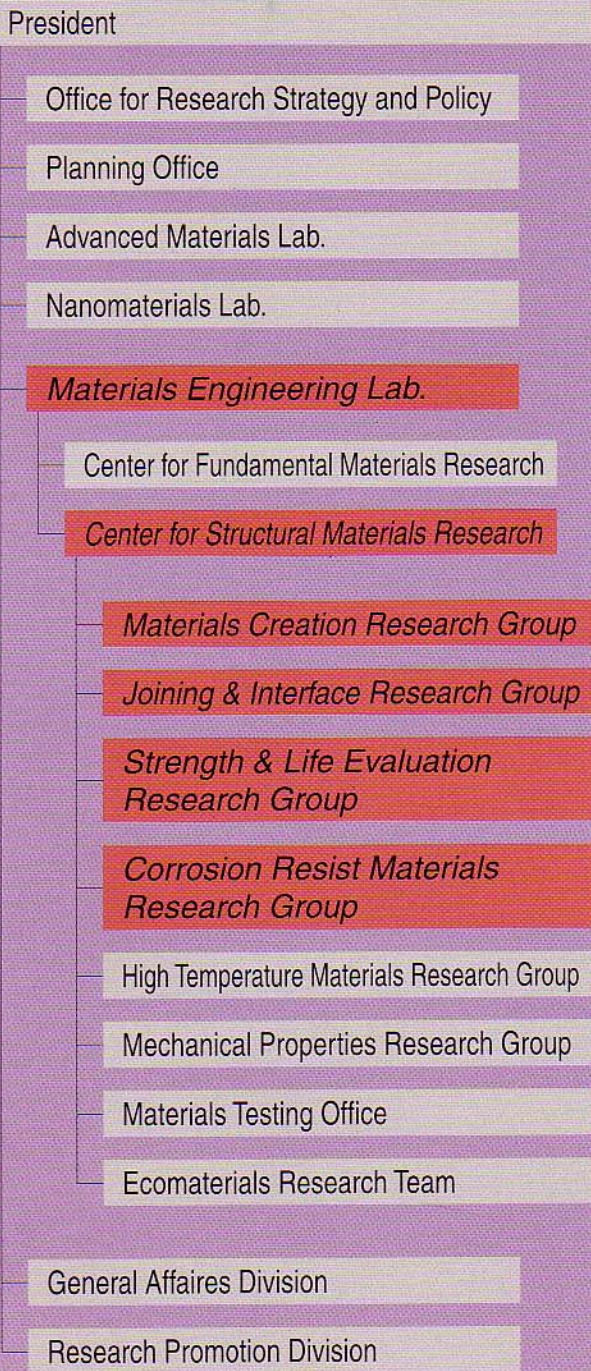 President
Office for Research Strategy and Policy
Planning Office
Advanced Materials Lab.
Nanomaterials Lab.
Materials Engineering Lab.
Center for Fundamental Materials Research
Center for Structural Materials Research
Materials Creation Research Group
Joining & Interface Research Group
Strength & Life Evaluation
Research Group
Corrosion Resist Materials
Research Group
High Temperature Materials Research Group
Mechanical Properties Research Group
Materials Testing Office
Ecomaterials Research Team
General Affaires Division
Research Promotion Division